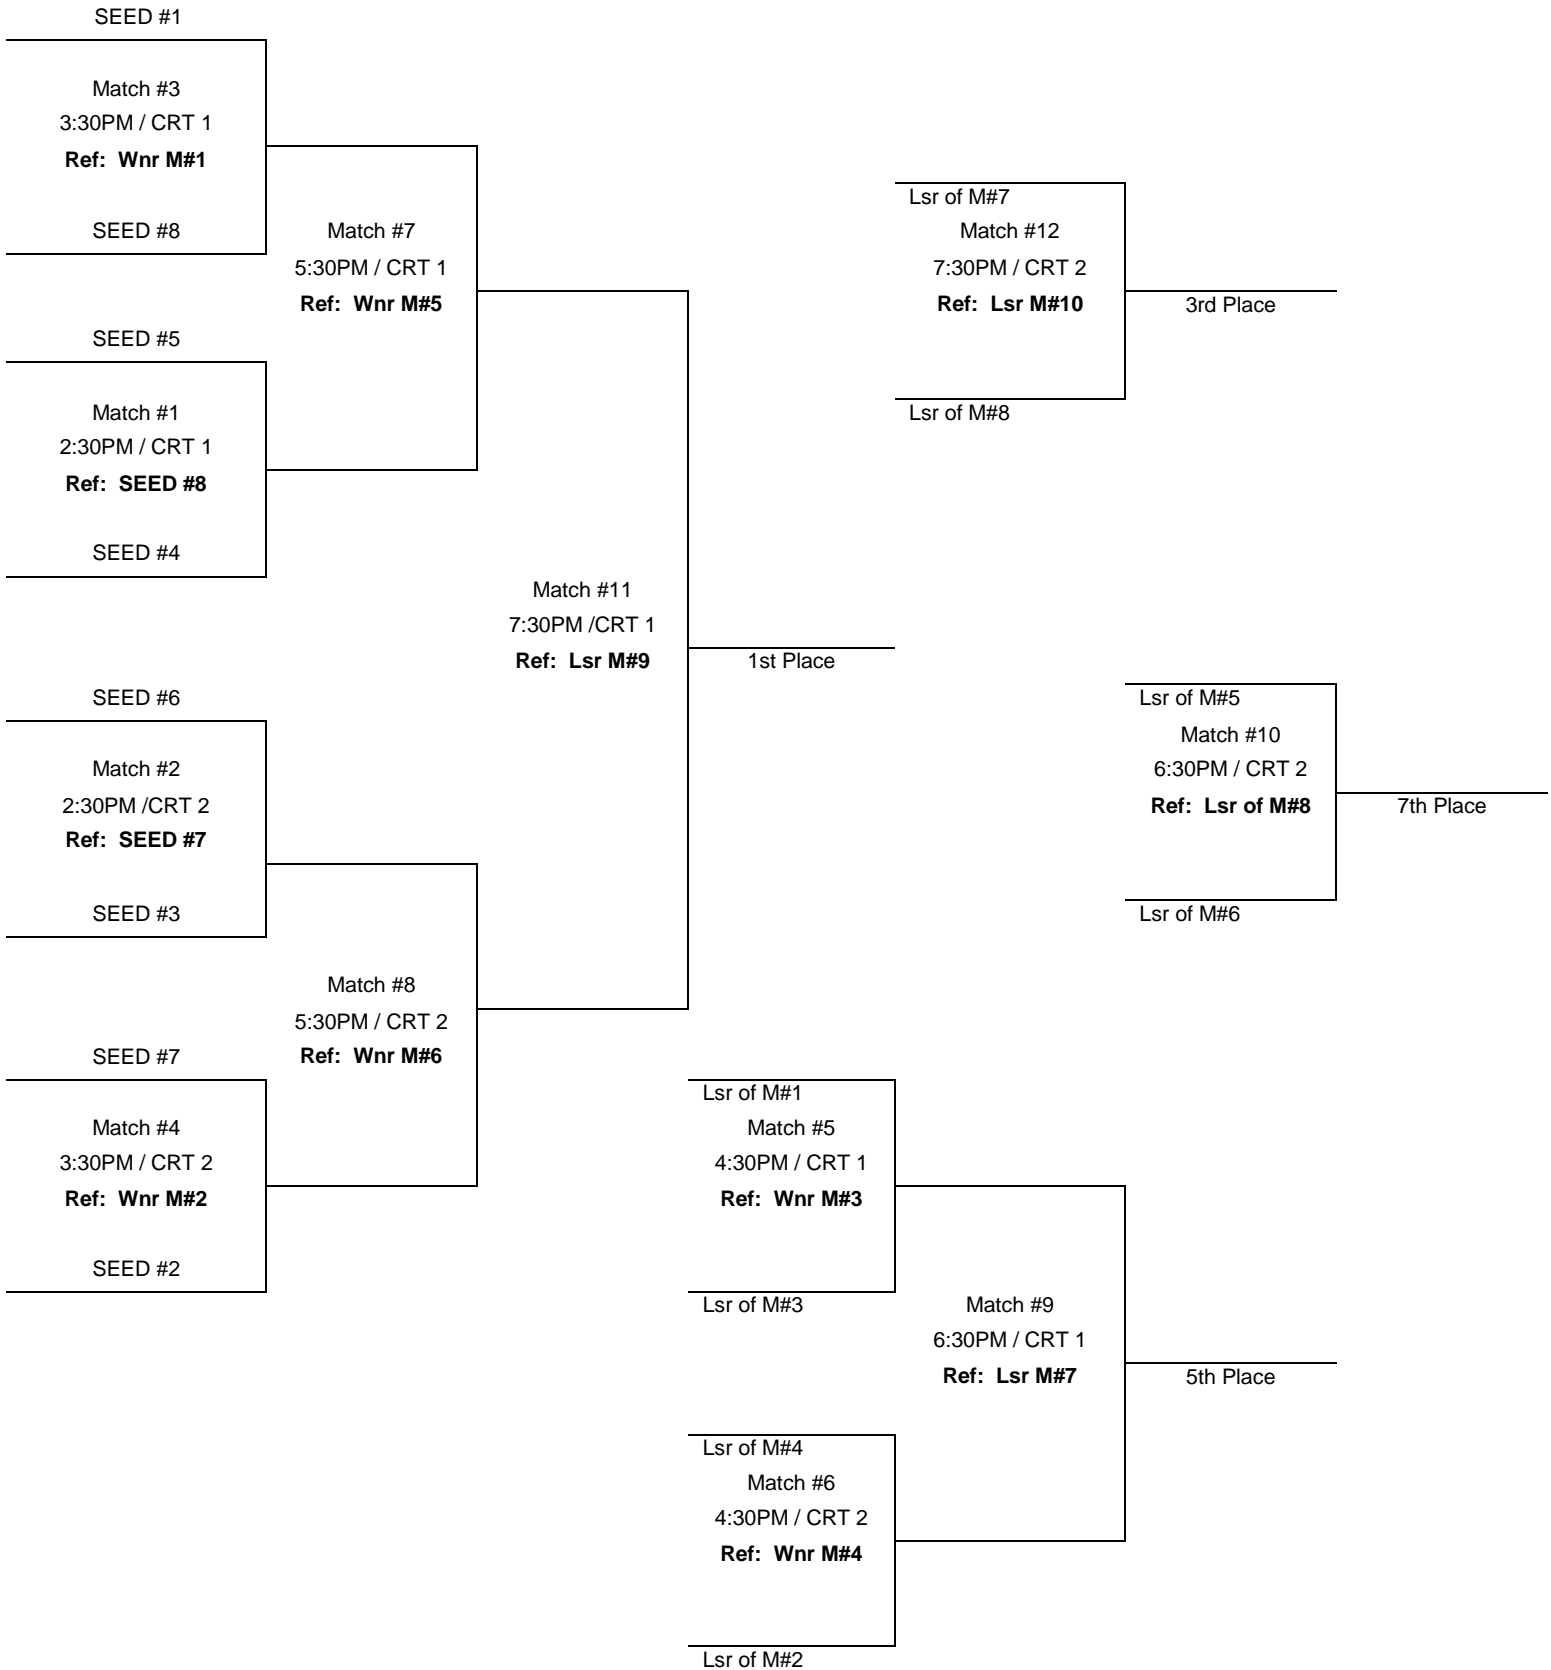 SEED #1
Match #3
3:30PM / CRT 1
Ref:  Wnr M#1
SEED #8
Match #7
5:30PM / CRT 1
Ref:  Wnr M#5
SEED #5
Match #1
2:30PM / CRT 1
Ref:  SEED #8
SEED #4
Match #11
7:30PM /CRT 1
Ref:  Lsr M#9
1st Place
SEED #6
Match #2
2:30PM /CRT 2
Ref:  SEED #7
SEED #3
Match #8
5:30PM / CRT 2
Ref:  Wnr M#6
SEED #7
Match #4
3:30PM / CRT 2
Ref:  Wnr M#2
SEED #2
Lsr of M#7
Match #12
7:30PM / CRT 2
Ref:  Lsr M#10
3rd Place
Lsr of M#8
Lsr of M#5
Match #10
6:30PM / CRT 2
Ref:  Lsr of M#8
7th Place
Lsr of M#6
Lsr of M#1
Match #5
4:30PM / CRT 1
Ref:  Wnr M#3
Lsr of M#3
Match #9
6:30PM / CRT 1
Ref:  Lsr M#7
5th Place
Lsr of M#4
Match #6
4:30PM / CRT 2
Ref:  Wnr M#4
Lsr of M#2